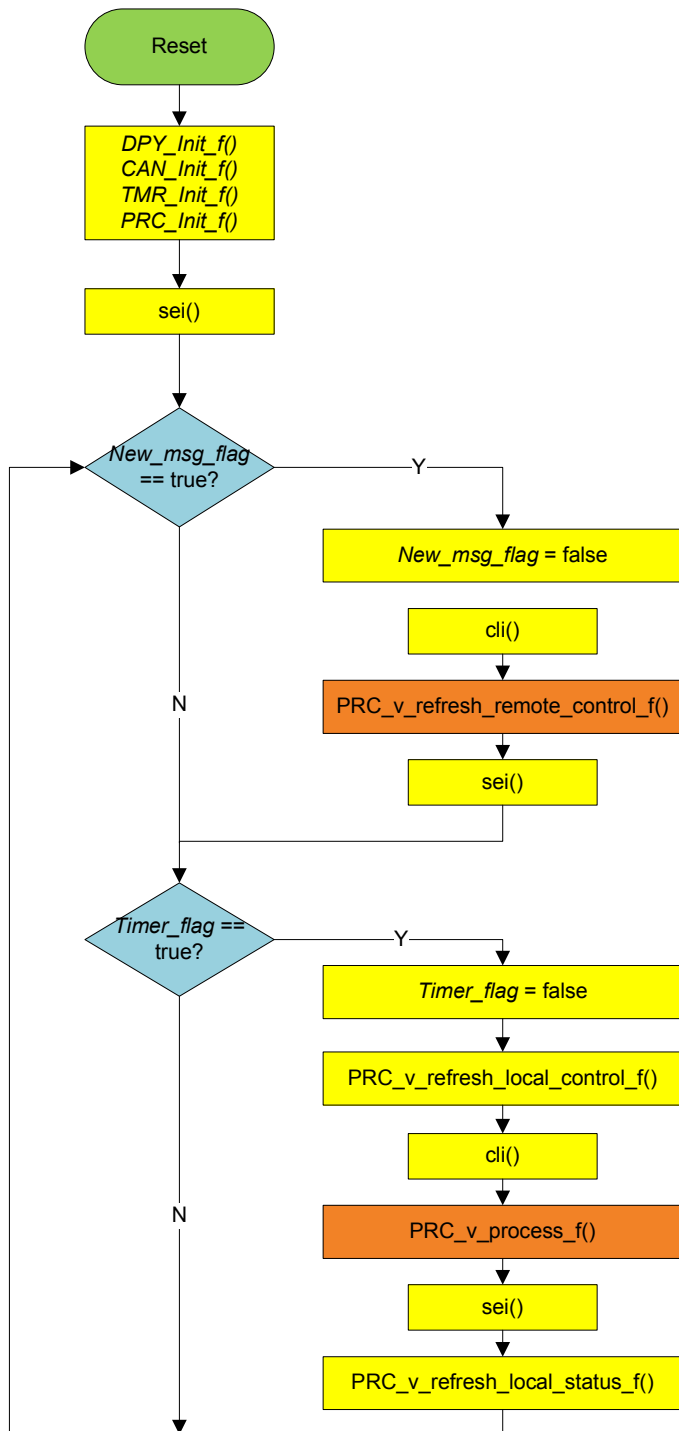 Reset
DPY_Init_f()
CAN_Init_f()
TMR_Init_f()
PRC_Init_f()
sei()
New_msg_flag
== true?
Y
New_msg_flag = false
cli()
PRC_v_refresh_remote_control_f()
N
sei()
Timer_flag ==
true?
Y
Timer_flag = false
PRC_v_refresh_local_control_f()
cli()
N
PRC_v_process_f()
sei()
PRC_v_refresh_local_status_f()